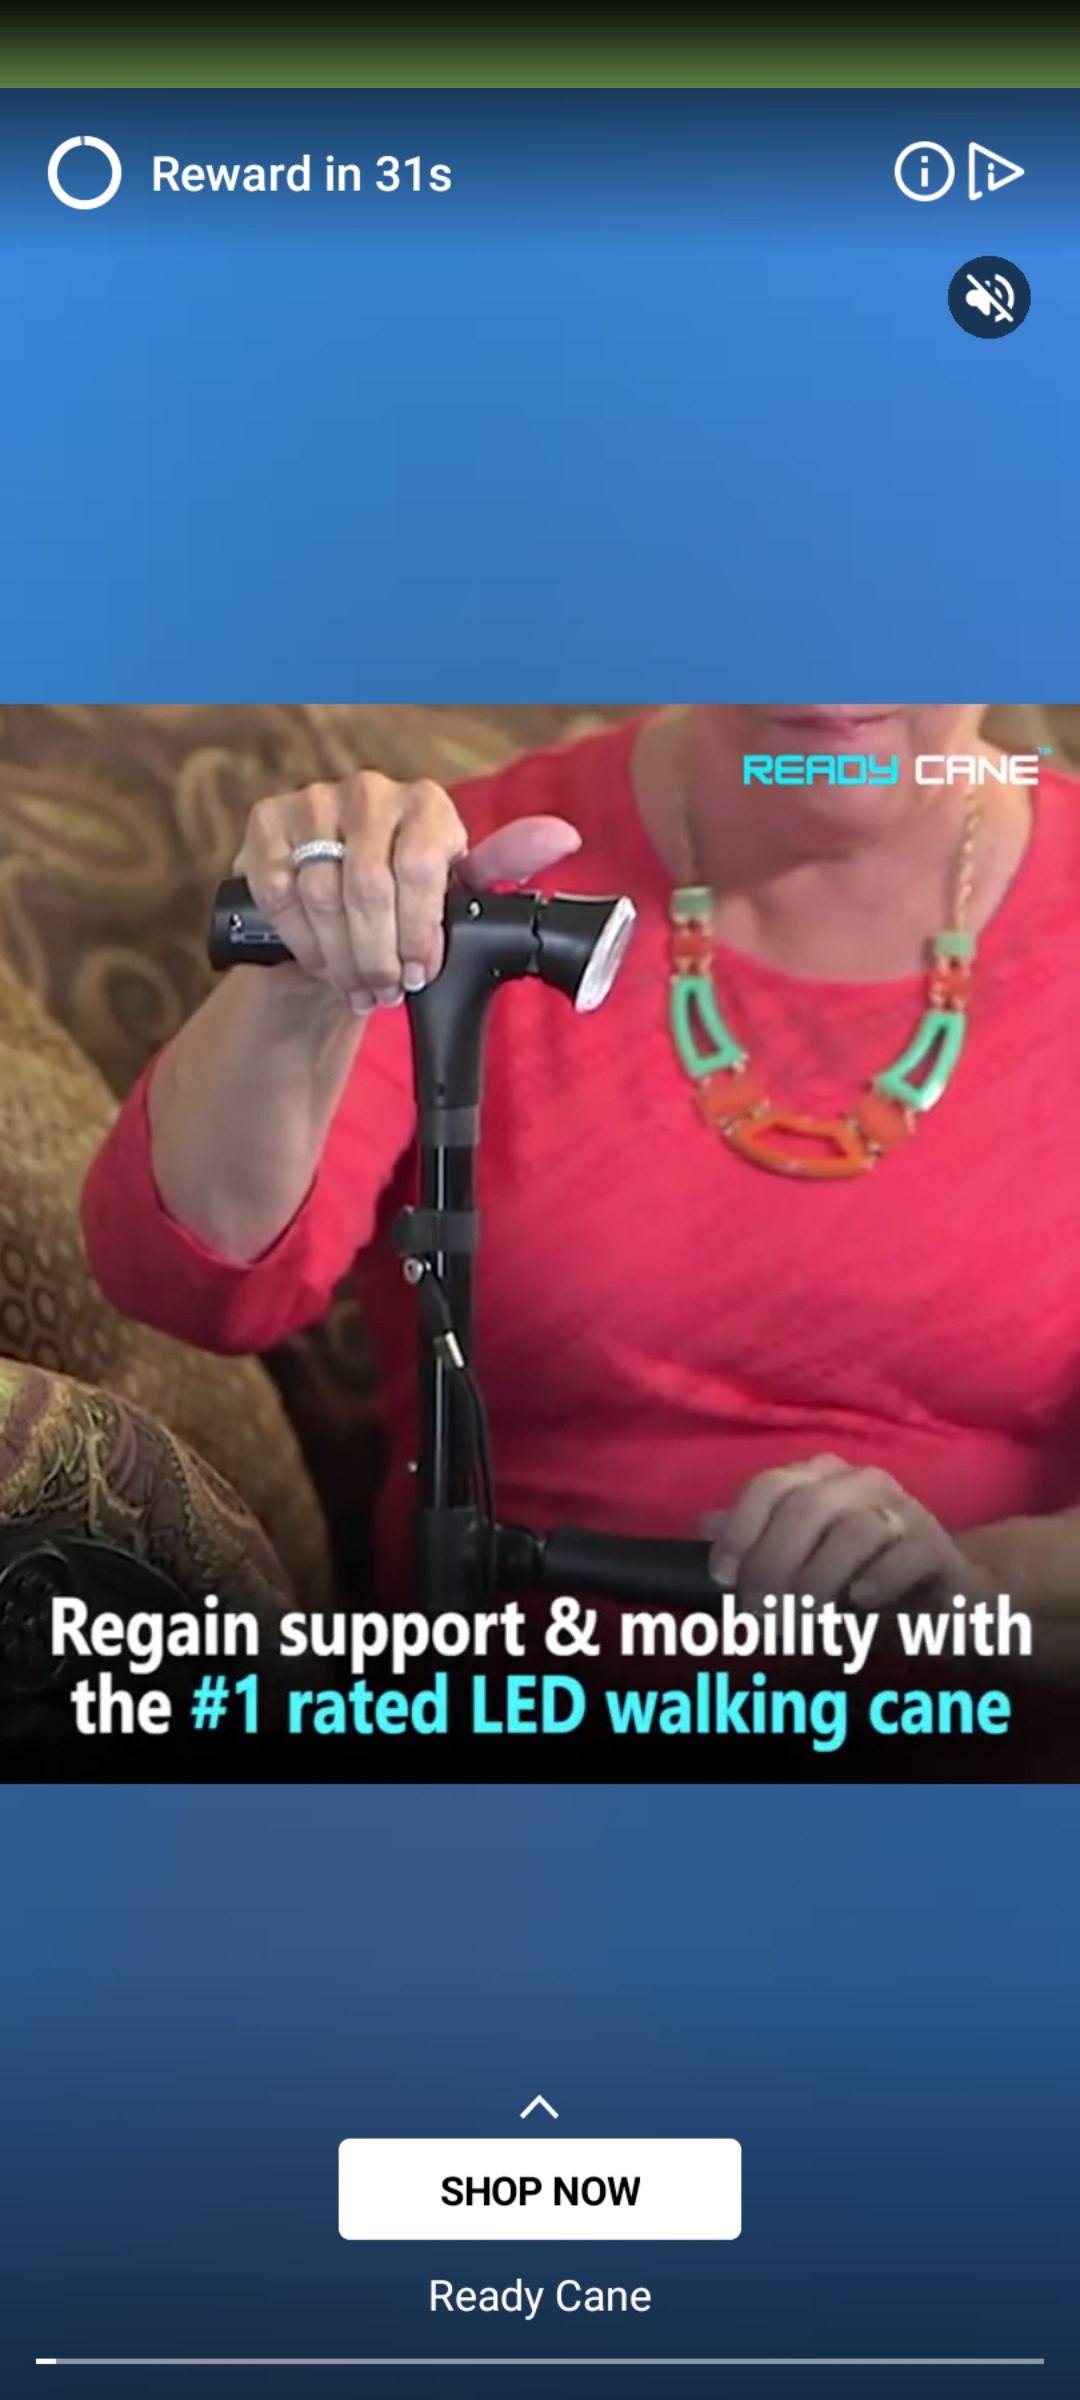 Reward in 31s
READY CANE™
Regain support & mobility with
the #1 rated LED walking cane
SHOP NOW
Ready Cane